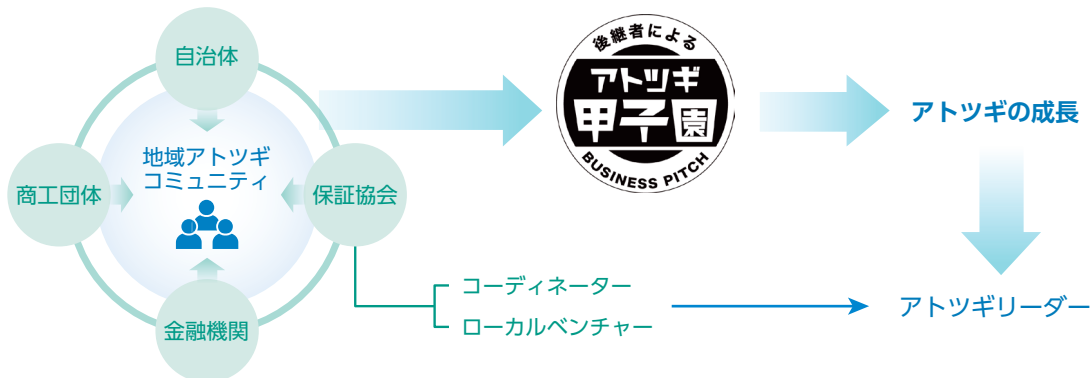 自治体
地域アトツギ
コミュニティ
商工団体
保証協会
金融機関
後継者による
アトツギ
甲子園
BUSINESS PITCH
アトツギの成長
コーディネーター
ローカルベンチャー
アトツギリーダー